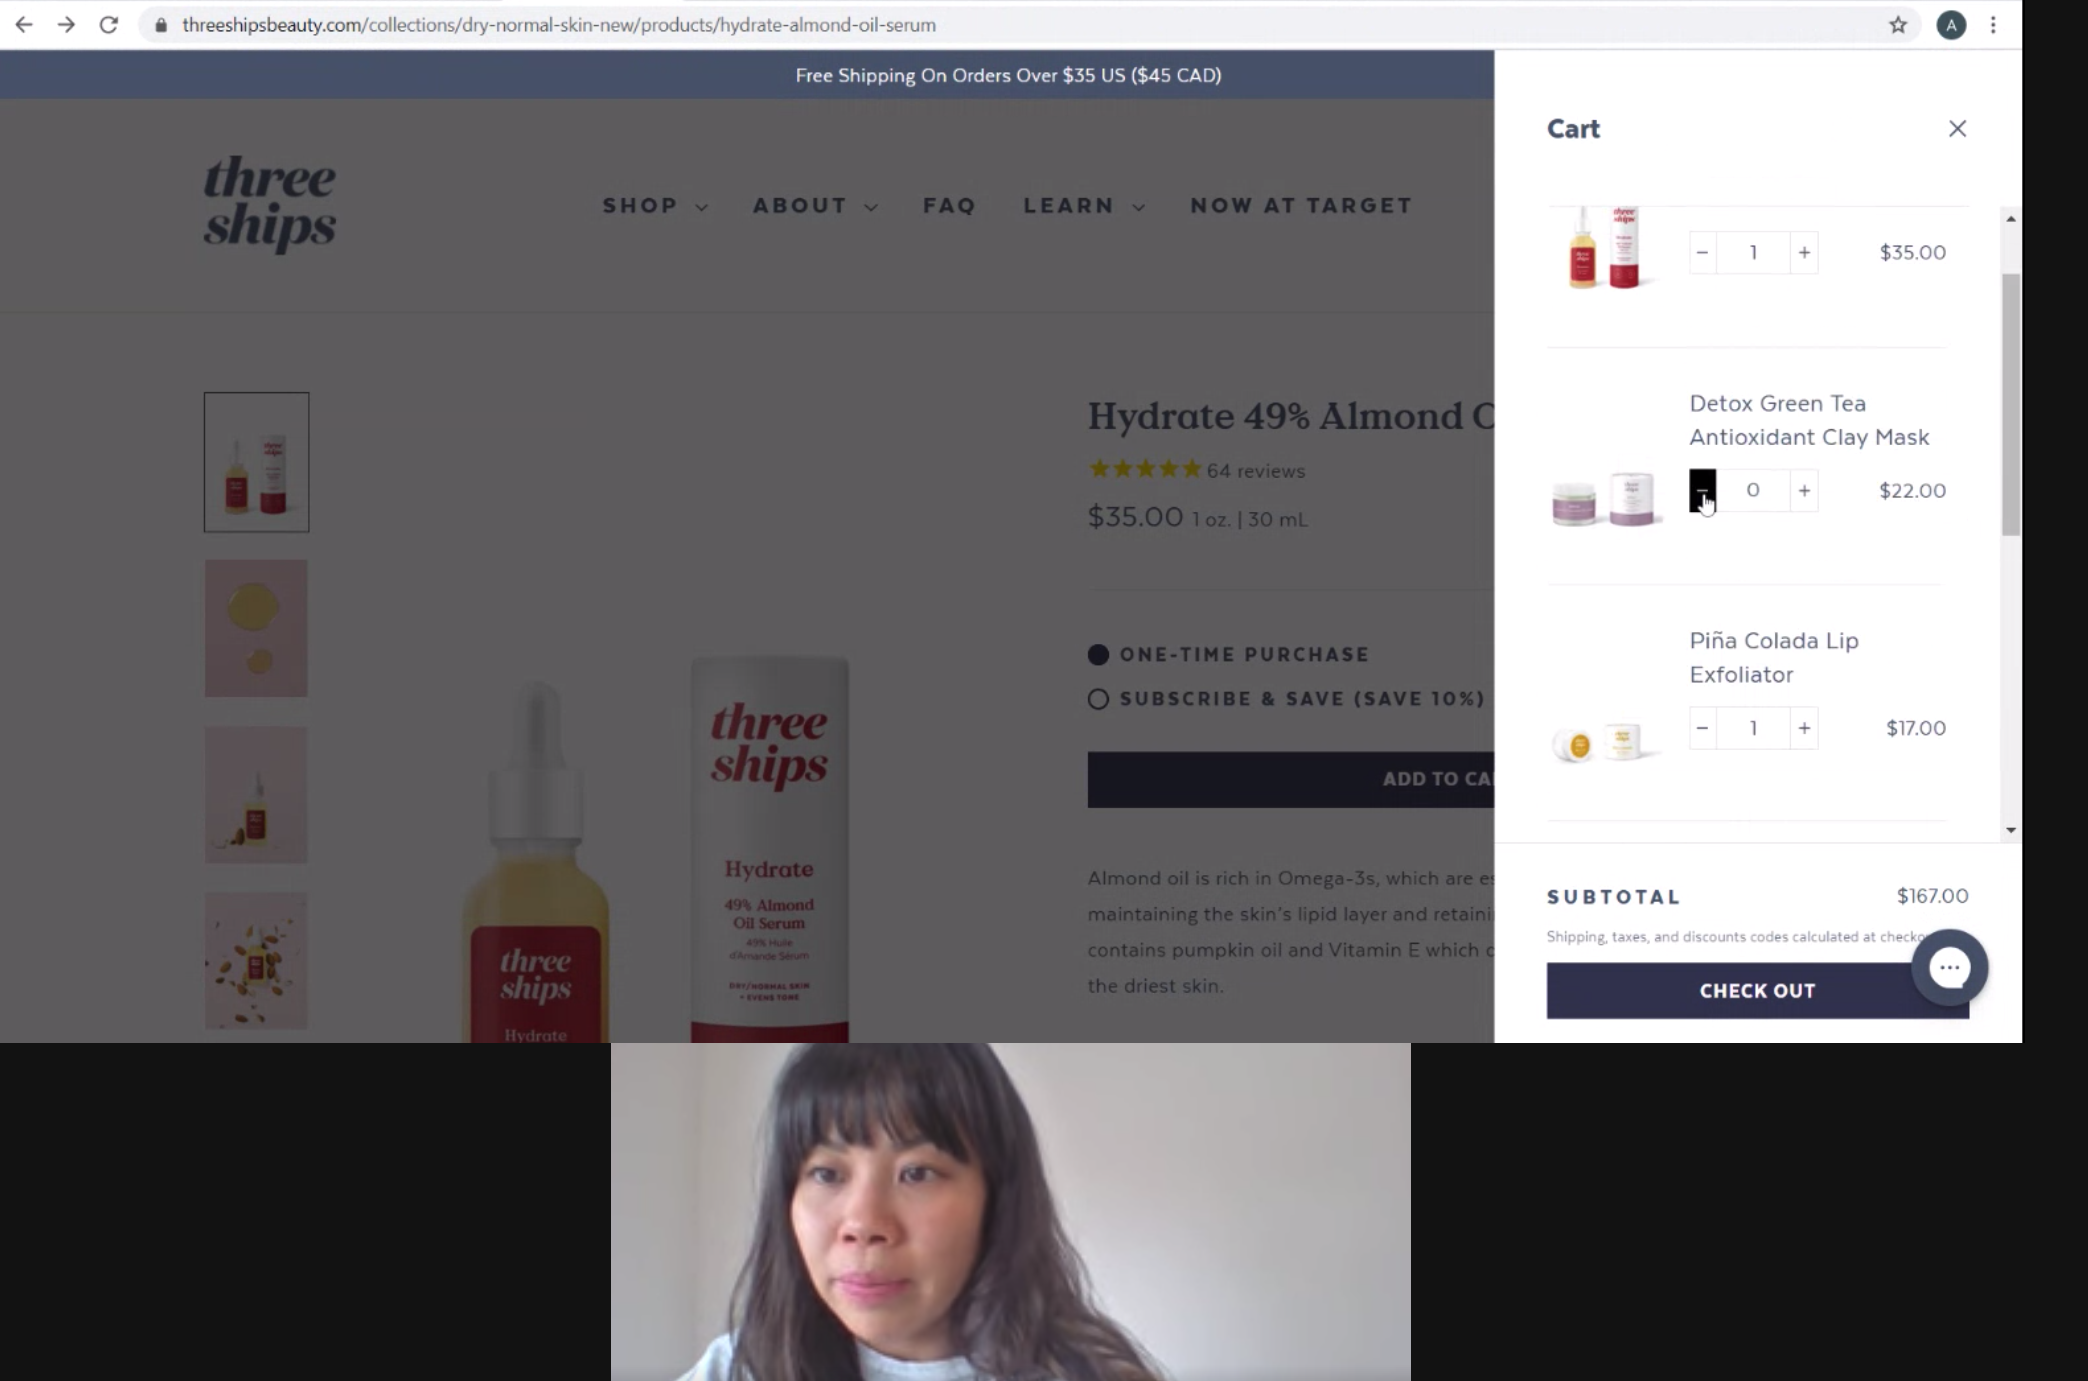 threeshipsbeauty.com/collections/dry-normal-skin-new/products/hydrate-almond-oil-serum
A
Free Shipping On Orders Over $35 US ($45 CAD)
three
ships
SHOP
ABOUT
FAQ
LEARN
NOW AT TARGET
Hydrate 49% Almond O
64 reviews
$35.00 1 oz. | 30 mL
ONE-TIME PURCHASE
SUBSCRIBE & SAVE (SAVE 10%)
ADD TO CA
Almond oil is rich in Omega-3s, which are es
maintaining the skin's lipid layer and retaini
contains pumpkin oil and Vitamin E which
the driest skin.
three
ships
Hydrate
49% Almond
Oil Serum
49% Huile
d'Amande Sérum
DRY/NORMAL SKIN
+ EVENS TONE
three
ships
Hydrate
Cart
three
ships
− 1 +
$35.00
Detox Green Tea
Antioxidant Clay Mask
− 0 +
$22.00
Piña Colada Lip
Exfoliator
− 1 +
$17.00
SUBTOTAL
$167.00
Shipping, taxes, and discounts codes calculated at checko
CHECK OUT